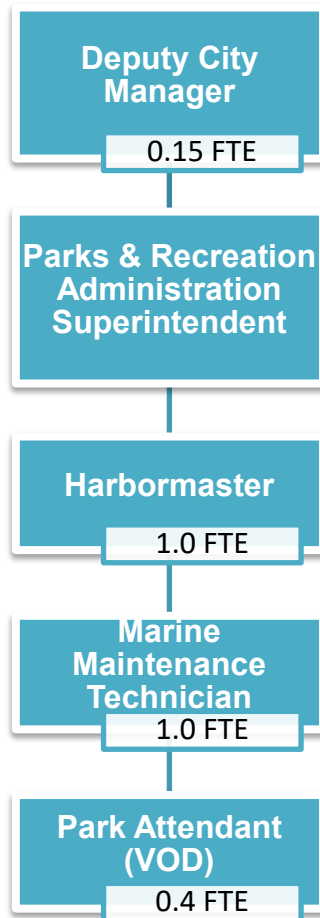 Deputy City
Manager
0.15 FTE
Parks & Recreation
Administration
Superintendent
Harbormaster
1.0 FTE
Marine
Maintenance
Technician
1.0 FTE
Park Attendant
(VOD)
0.4 FTE